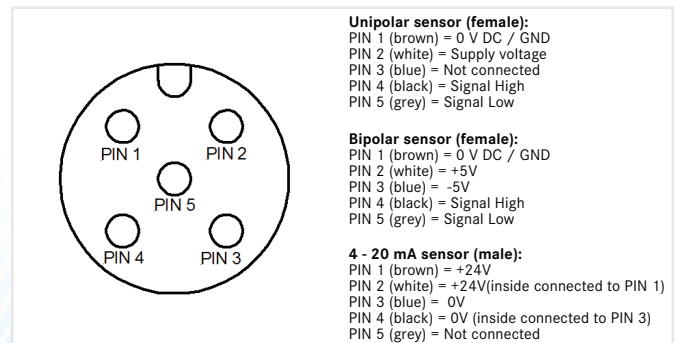 PIN 1
PIN 2
PIN 5
PIN 4
PIN 3
Unipolar sensor (female):
PIN 1 (brown) = 0 V DC / GND
PIN 2 (white) = Supply voltage
PIN 3 (blue) = Not connected
PIN 4 (black) = Signal High
PIN 5 (grey) = Signal Low
Bipolar sensor (female):
PIN 1 (brown) = 0 V DC / GND
PIN 2 (white) = +5V
PIN 3 (blue) = -5V
PIN 4 (black) = Signal High
PIN 5 (grey) = Signal Low
4 - 20 mA sensor (male):
PIN 1 (brown) = +24V
PIN 2 (white) = +24V(inside connected to PIN 1)
PIN 3 (blue) = 0V
PIN 4 (black) = 0V (inside connected to PIN 3)
PIN 5 (grey) = Not connected